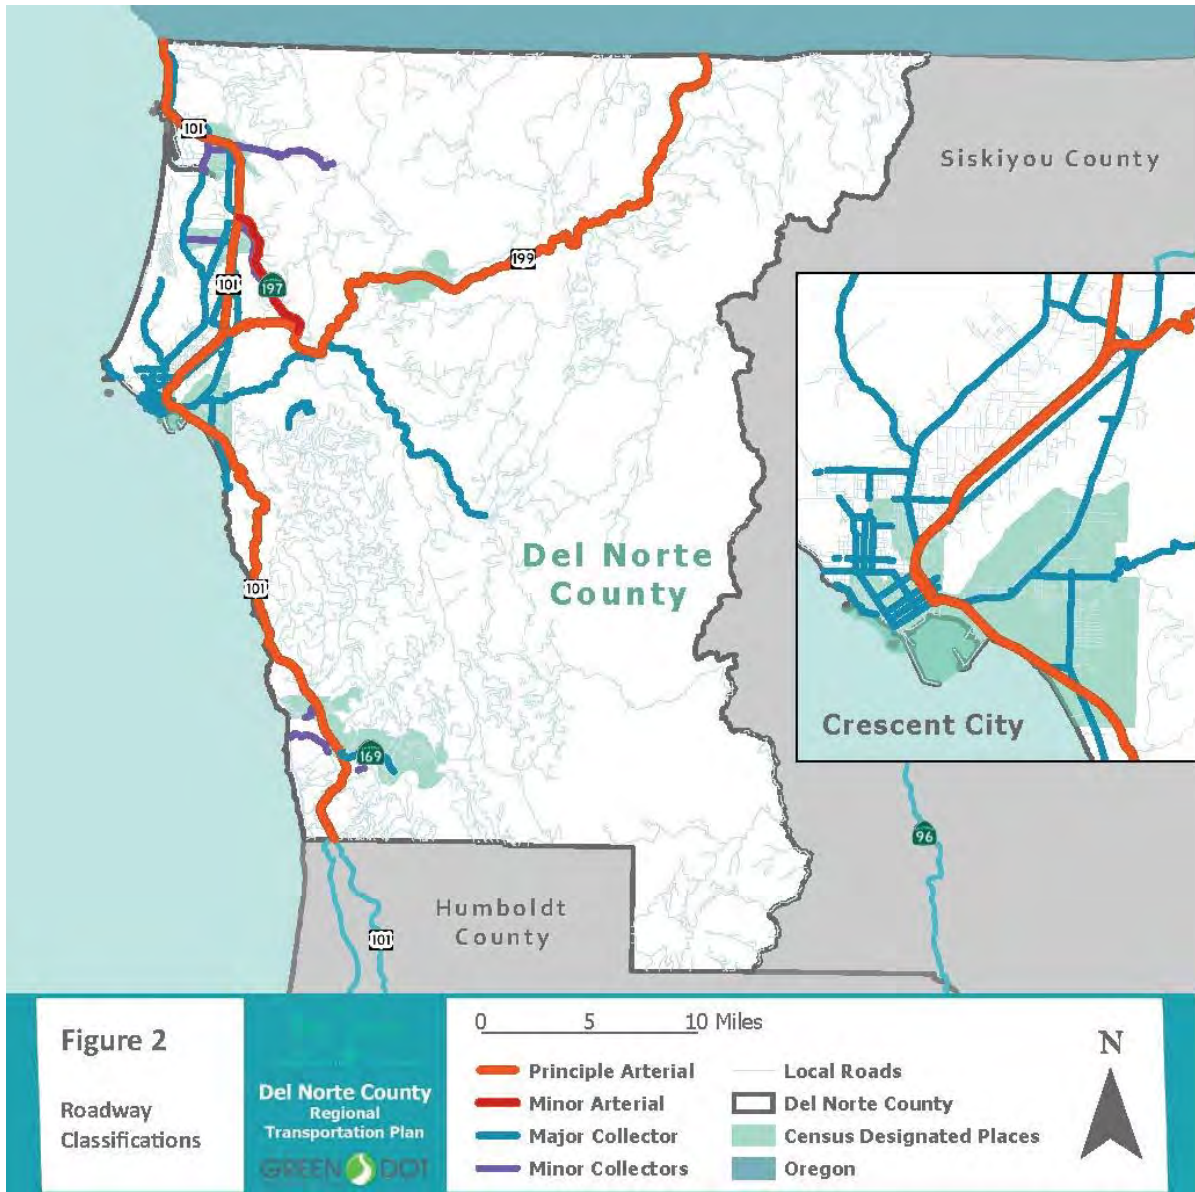 101
Siskiyou County
199
101
197
Del Norte
County
101
Crescent City
169
96
Humboldt
County
101
Figure 2
Roadway
Classifications
Del Norte County
Regional
Transportation Plan
GREEN DOT
0 5 10 Miles
Principle Arterial
Minor Arterial
Major Collector
Minor Collectors
Local Roads
Del Norte County
Census Designated Places
Oregon
N